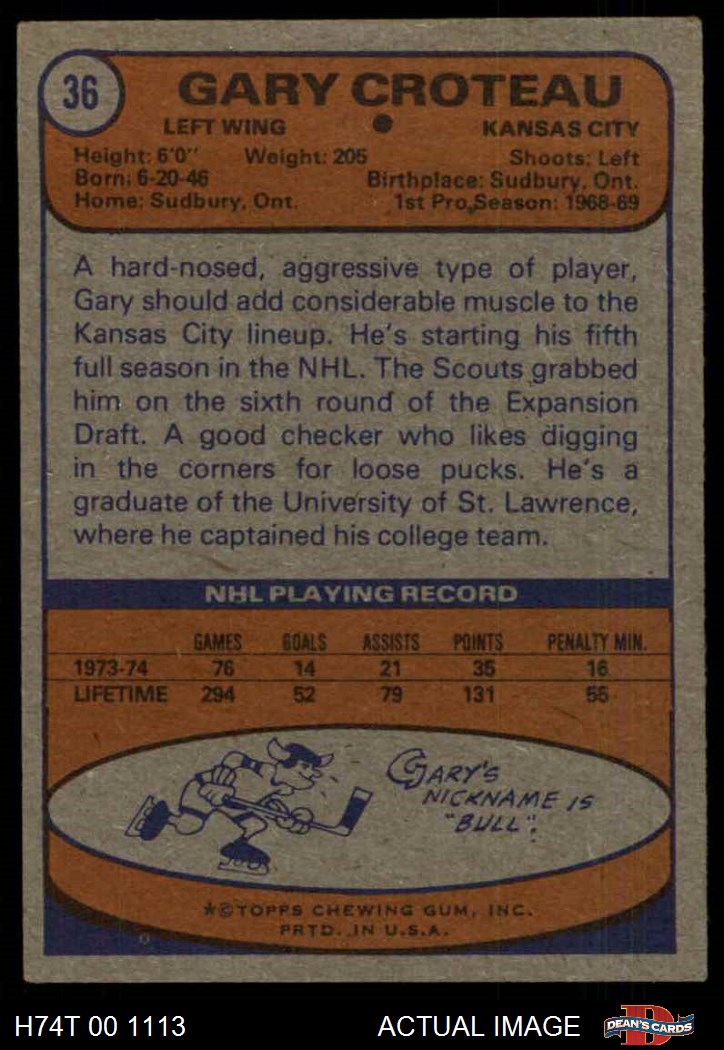 36
GARY CROTEAU
LEFT WING ● KANSAS CITY
Height: 6'0" Weight: 205 Shoots: Left
Born: 6-20-46 Birthplace: Sudbury, Ont.
Home: Sudbury, Ont. 1st Pro Season: 1968-69
A hard-nosed, aggressive type of player,
Gary should add considerable muscle to the
Kansas City lineup. He's starting his fifth
full season in the NHL. The Scouts grabbed
him on the sixth round of the Expansion
Draft. A good checker who likes digging
in the corners for loose pucks. He's a
graduate of the University of St. Lawrence,
where he captained his college team.
NHL PLAYING RECORD
GAMES GOALS ASSISTS POINTS PENALTY MIN.
1973-74 76 14 21 35 16
LIFETIME 294 52 79 131 55
GARY'S
NICKNAME IS
"BULL".
*©TOPPS CHEWING GUM, INC.
PRTD. IN U.S.A.
H74T 00 1113 ACTUAL IMAGE DEAN'S CARDS